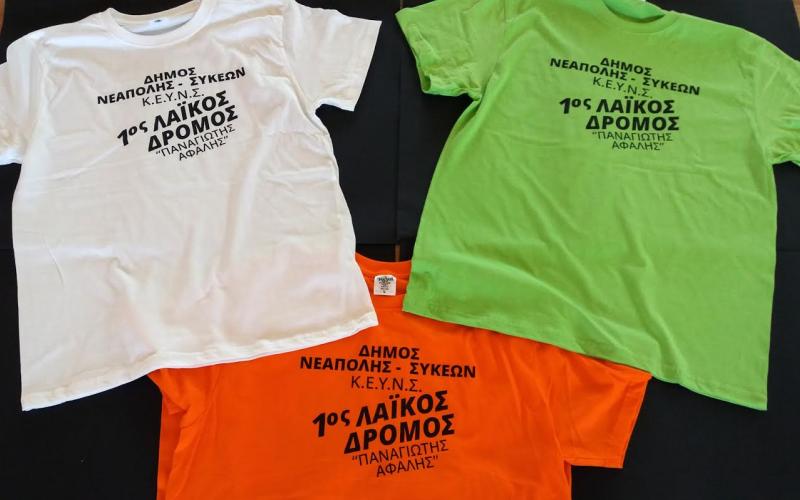 ΔΗΜΟΣ
ΝΕΑΠΟΛΗΣ - ΣΥΚΕΩΝ
Κ.Ε.Υ.Ν.Σ.
1ος ΛΑΪΚΟΣ
ΔΡΟΜΟΣ
“ΠΑΝΑΓΙΩΤΗΣ
ΑΦΑΛΗΣ”
ΔΗΜΟΣ
ΝΕΑΠΟΛΗΣ - ΣΥΚΕΩΝ
Κ.Ε.Υ.Ν.Σ.
1ος ΛΑΪΚΟΣ
ΔΡΟΜΟΣ
“ΠΑΝΑΓΙΩΤΗΣ
ΑΦΑΛΗΣ”
ΔΗΜΟΣ
ΝΕΑΠΟΛΗΣ - ΣΥΚΕΩΝ
Κ.Ε.Υ.Ν.Σ.
1ος ΛΑΪΚΟΣ
ΔΡΟΜΟΣ
“ΠΑΝΑΓΙΩΤΗΣ
ΑΦΑΛΗΣ”